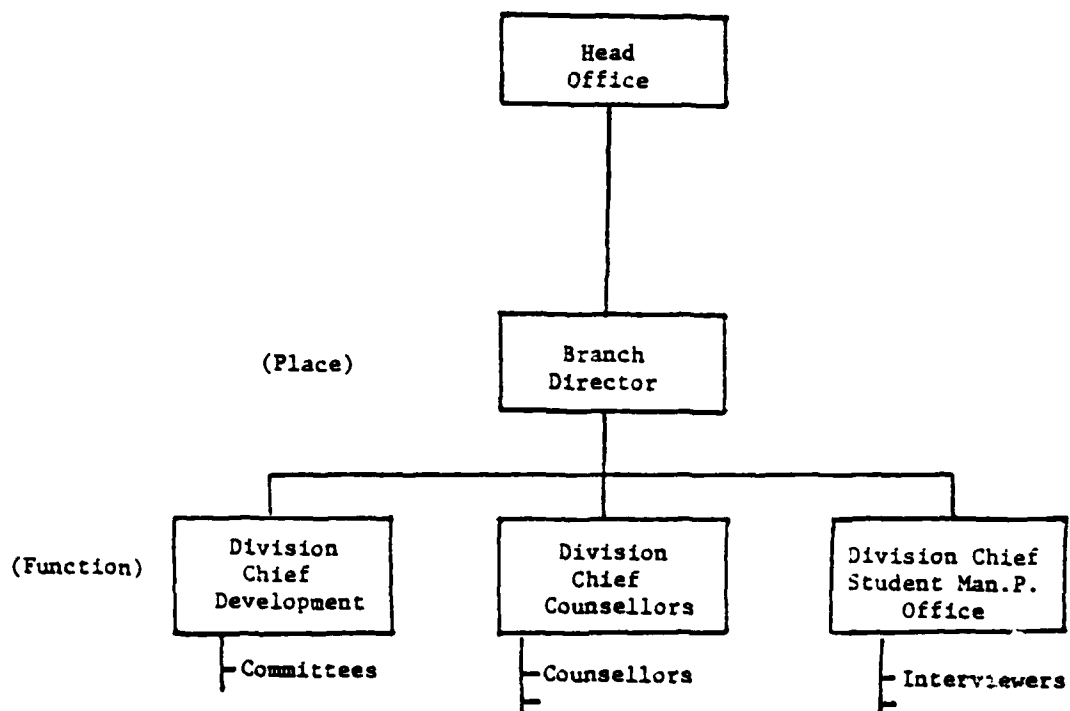 Head
Office
(Place)
Branch
Director
(Function)
Division
Chief
Development
Division
Chief
Counsellors
Division Chief
Student Man.P.
Office
Committees
Counsellors
Interviewers